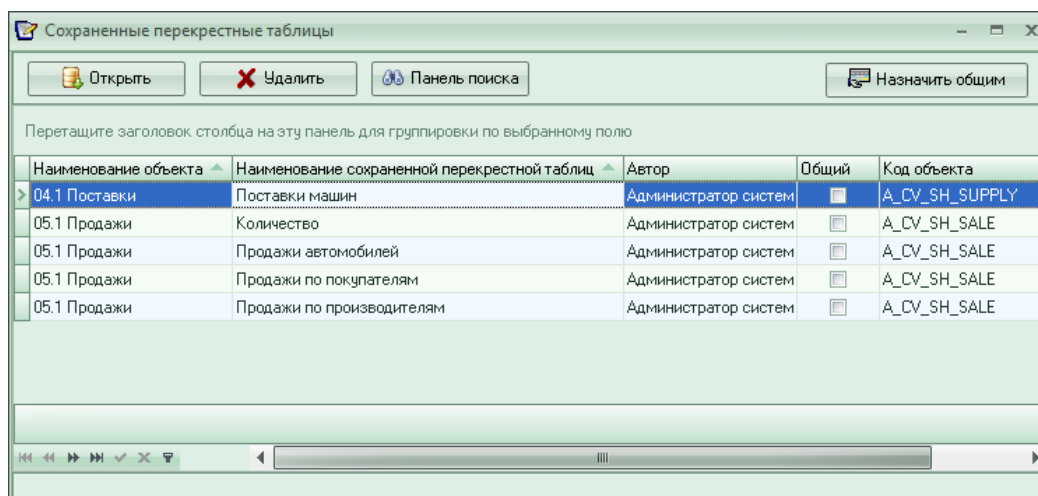 Сохраненные перекрестные таблицы
Открыть Удалить Панель поиска Назначить общим
Перетащите заголовок столбца на эту панель для группировки по выбранному полю
Наименование объекта Наименование сохраненной перекрестной таблиц Автор Общий Код объекта
04.1 Поставки Поставки машин Администратор систем A_CV_SH_SUPPLY
05.1 Продажи Количество Администратор систем A_CV_SH_SALE
05.1 Продажи Продажи автомобилей Администратор систем A_CV_SH_SALE
05.1 Продажи Продажи по покупателям Администратор систем A_CV_SH_SALE
05.1 Продажи Продажи по производителям Администратор систем A_CV_SH_SALE